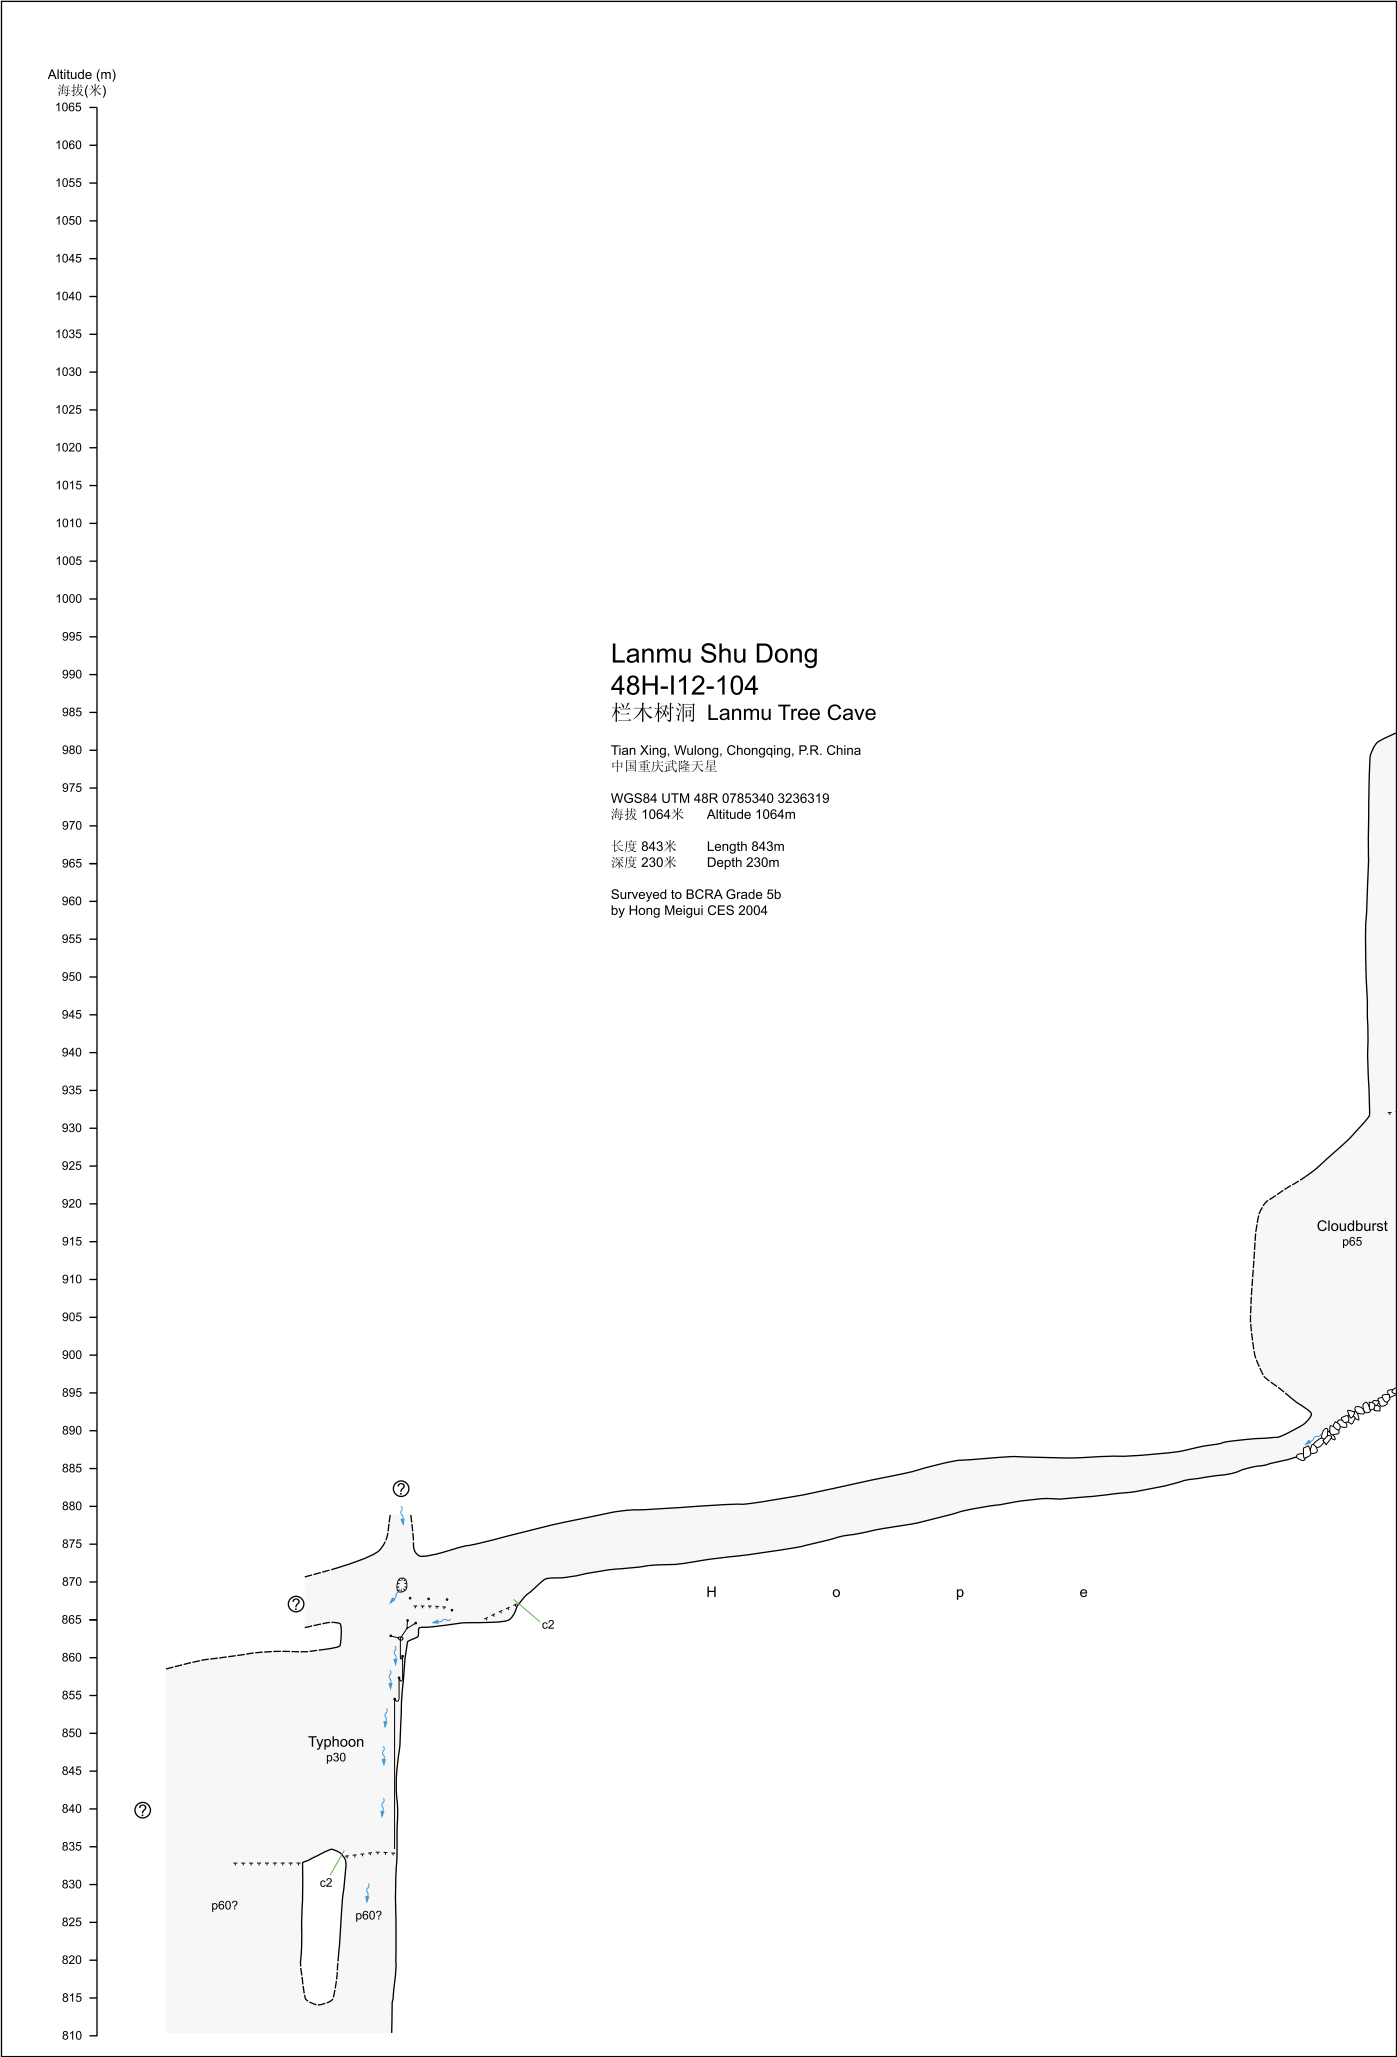 Altitude (m)
海拔(米)
1065
1060
1055
1050
1045
1040
1035
1030
1025
1020
1015
1010
1005
1000
995
990
985
980
975
970
965
960
955
950
945
940
935
930
925
920
915
910
905
900
895
890
885
880
875
870
865
860
855
850
845
840
835
830
825
820
815
810
Lanmu Shu Dong
48H-I12-104
栏木树洞 Lanmu Tree Cave
Tian Xing, Wulong, Chongqing, P.R. China
中国重庆武隆天星
WGS84 UTM 48R 0785340 3236319
海拔 1064米 Altitude 1064m
长度 843米 Length 843m
深度 230米 Depth 230m
Surveyed to BCRA Grade 5b
by Hong Meigui CES 2004
Cloudburst
p65
?
H o p e
?
c2
Typhoon
p30
?
c2
p60?
p60?